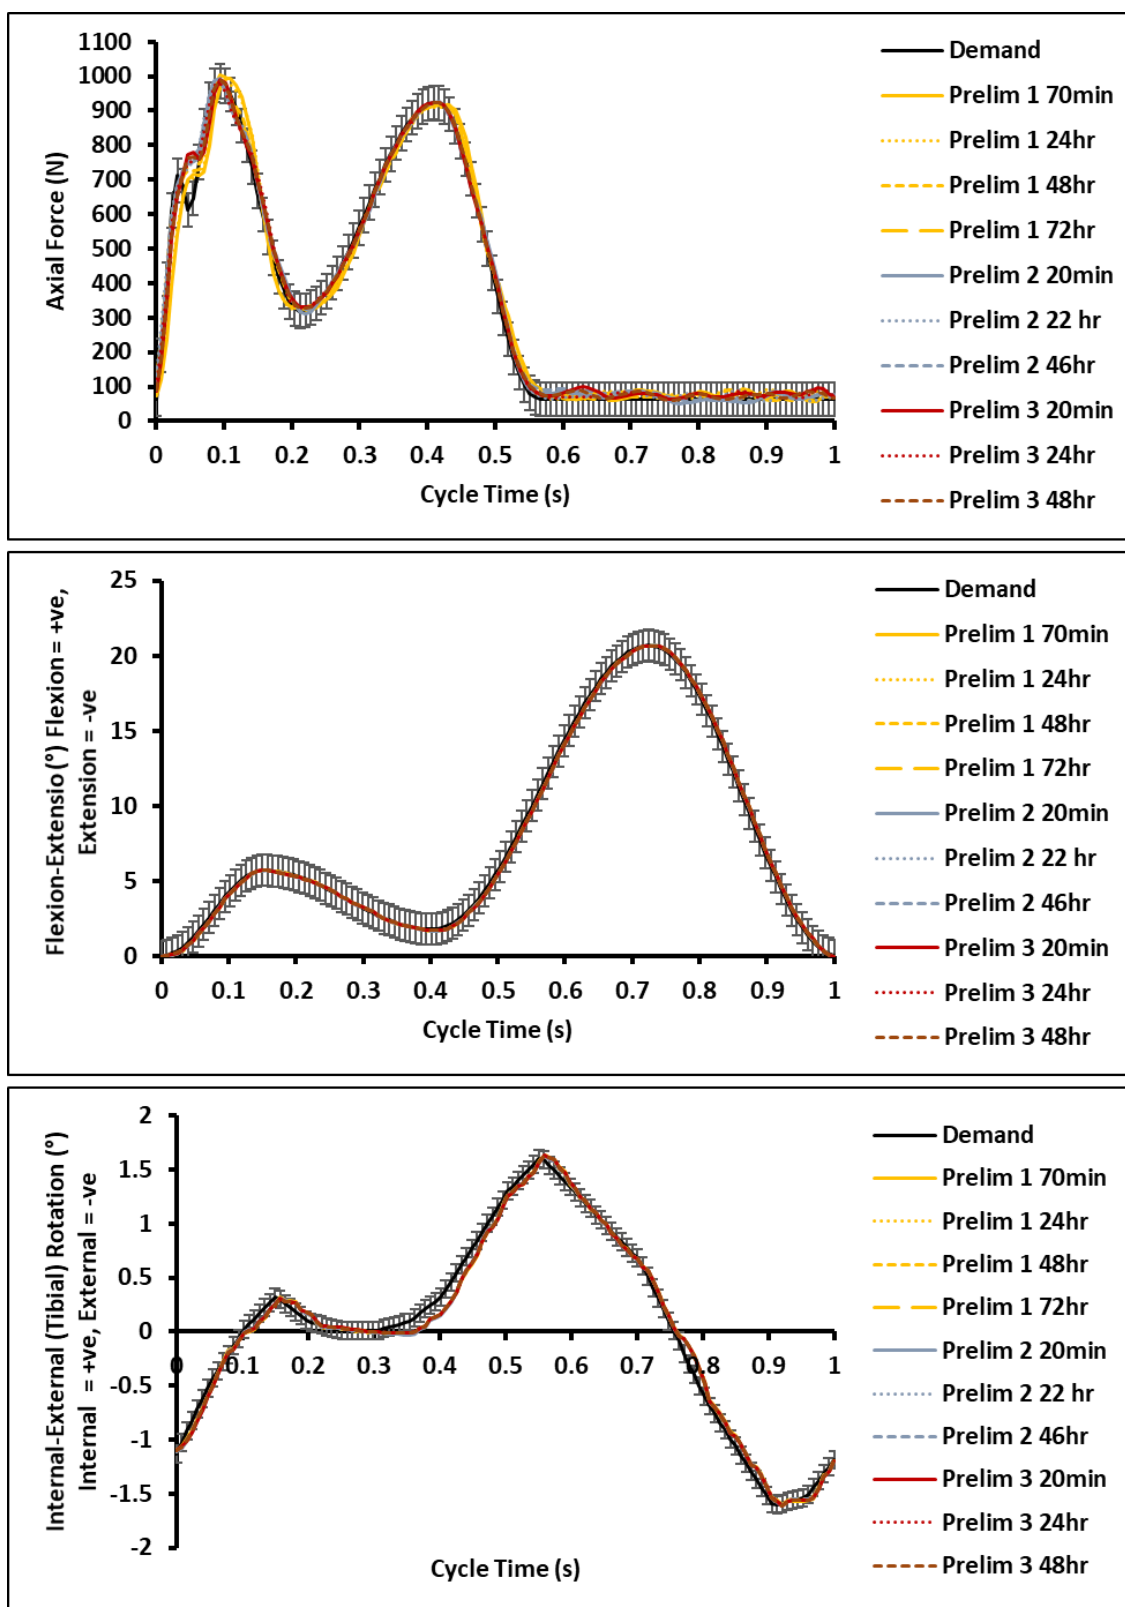 1100
1000
900
800
700
600
500
400
300
200
100
0
Axial Force (N)
0 0.1 0.2 0.3 0.4 0.5 0.6 0.7 0.8 0.9 1
Cycle Time (s)
Demand
Prelim 1 70min
Prelim 1 24hr
Prelim 1 48hr
Prelim 1 72hr
Prelim 2 20min
Prelim 2 22 hr
Prelim 2 46hr
Prelim 3 20min
Prelim 3 24hr
Prelim 3 48hr
25
20
15
10
5
0
Flexion-Extensio(°) Flexion= +ve,
Extension = -ve
0 0.1 0.2 0.3 0.4 0.5 0.6 0.7 0.8 0.9 1
Cycle Time (s)
Demand
Prelim 1 70min
Prelim 1 24hr
Prelim 1 48hr
Prelim 1 72hr
Prelim 2 20min
Prelim 2 22 hr
Prelim 2 46hr
Prelim 3 20min
Prelim 3 24hr
Prelim 3 48hr
2
1.5
1
0.5
0
-0.5
-1
-1.5
-2
Internal-External (Tibial) Rotation (°)
Internal = +ve, External = -ve
0 0.1 0.2 0.3 0.4 0.5 0.6 0.7 0.8 0.9 1
Cycle Time (s)
Demand
Prelim 1 70min
Prelim 1 24hr
Prelim 1 48hr
Prelim 1 72hr
Prelim 2 20min
Prelim 2 22 hr
Prelim 2 46hr
Prelim 3 20min
Prelim 3 24hr
Prelim 3 48hr